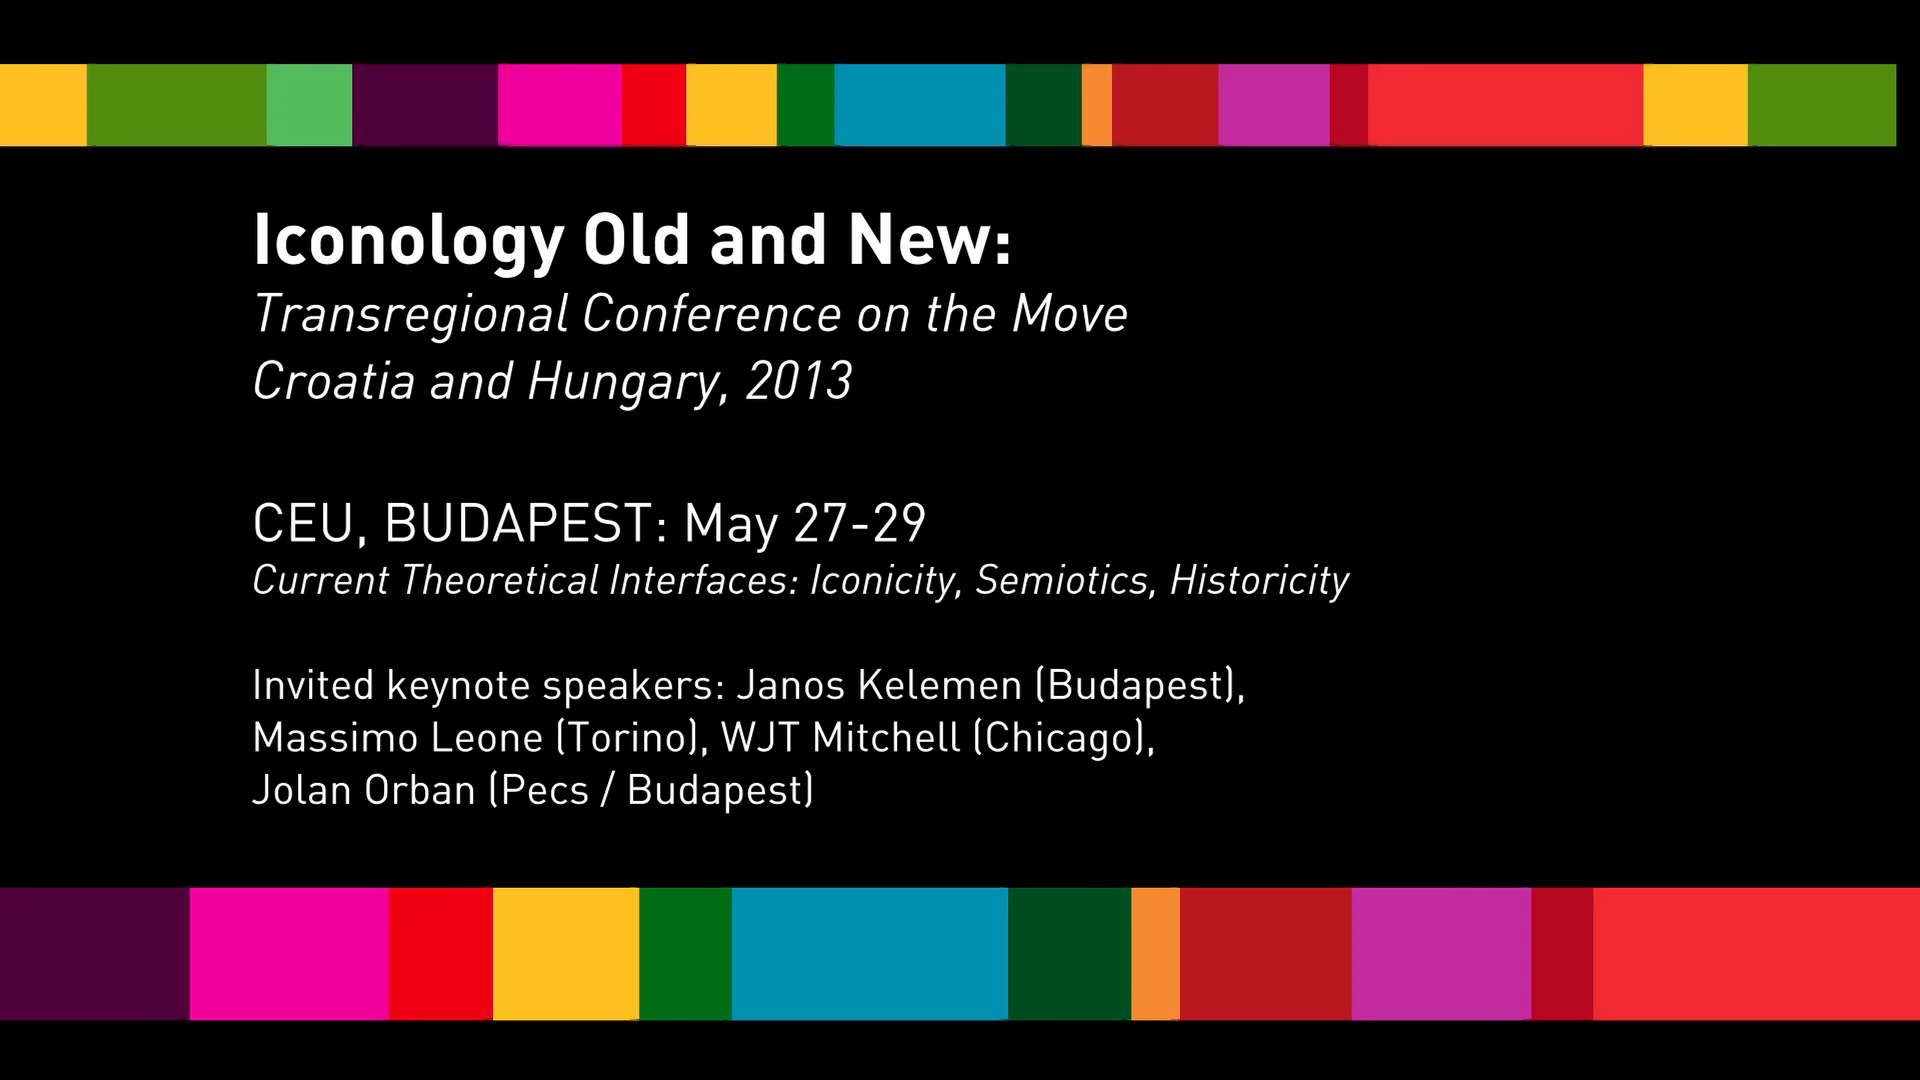 Iconology Old and New:
Transregional Conference on the Move
Croatia and Hungary, 2013
CEU, BUDAPEST: May 27-29
Current Theoretical Interfaces: Iconicity, Semiotics, Historicity
Invited keynote speakers: Janos Kelemen (Budapest),
Massimo Leone (Torino), WJT Mitchell (Chicago),
Jolan Orban (Pecs / Budapest)